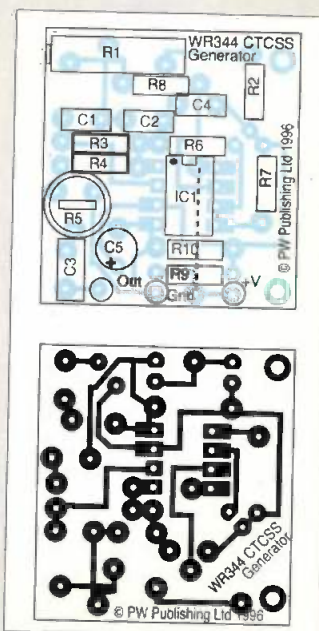 WR344 CTCSS
Generator
R1
R8
R2
C4
C1
C2
R3
R4
R6
R5
IC1
R7
C5
+
C3
R10
R9
Out
Gnd
+V
© PW Publishing Ltd 1996
WR344 CTCSS
Generator
© PW Publishing Ltd 1996